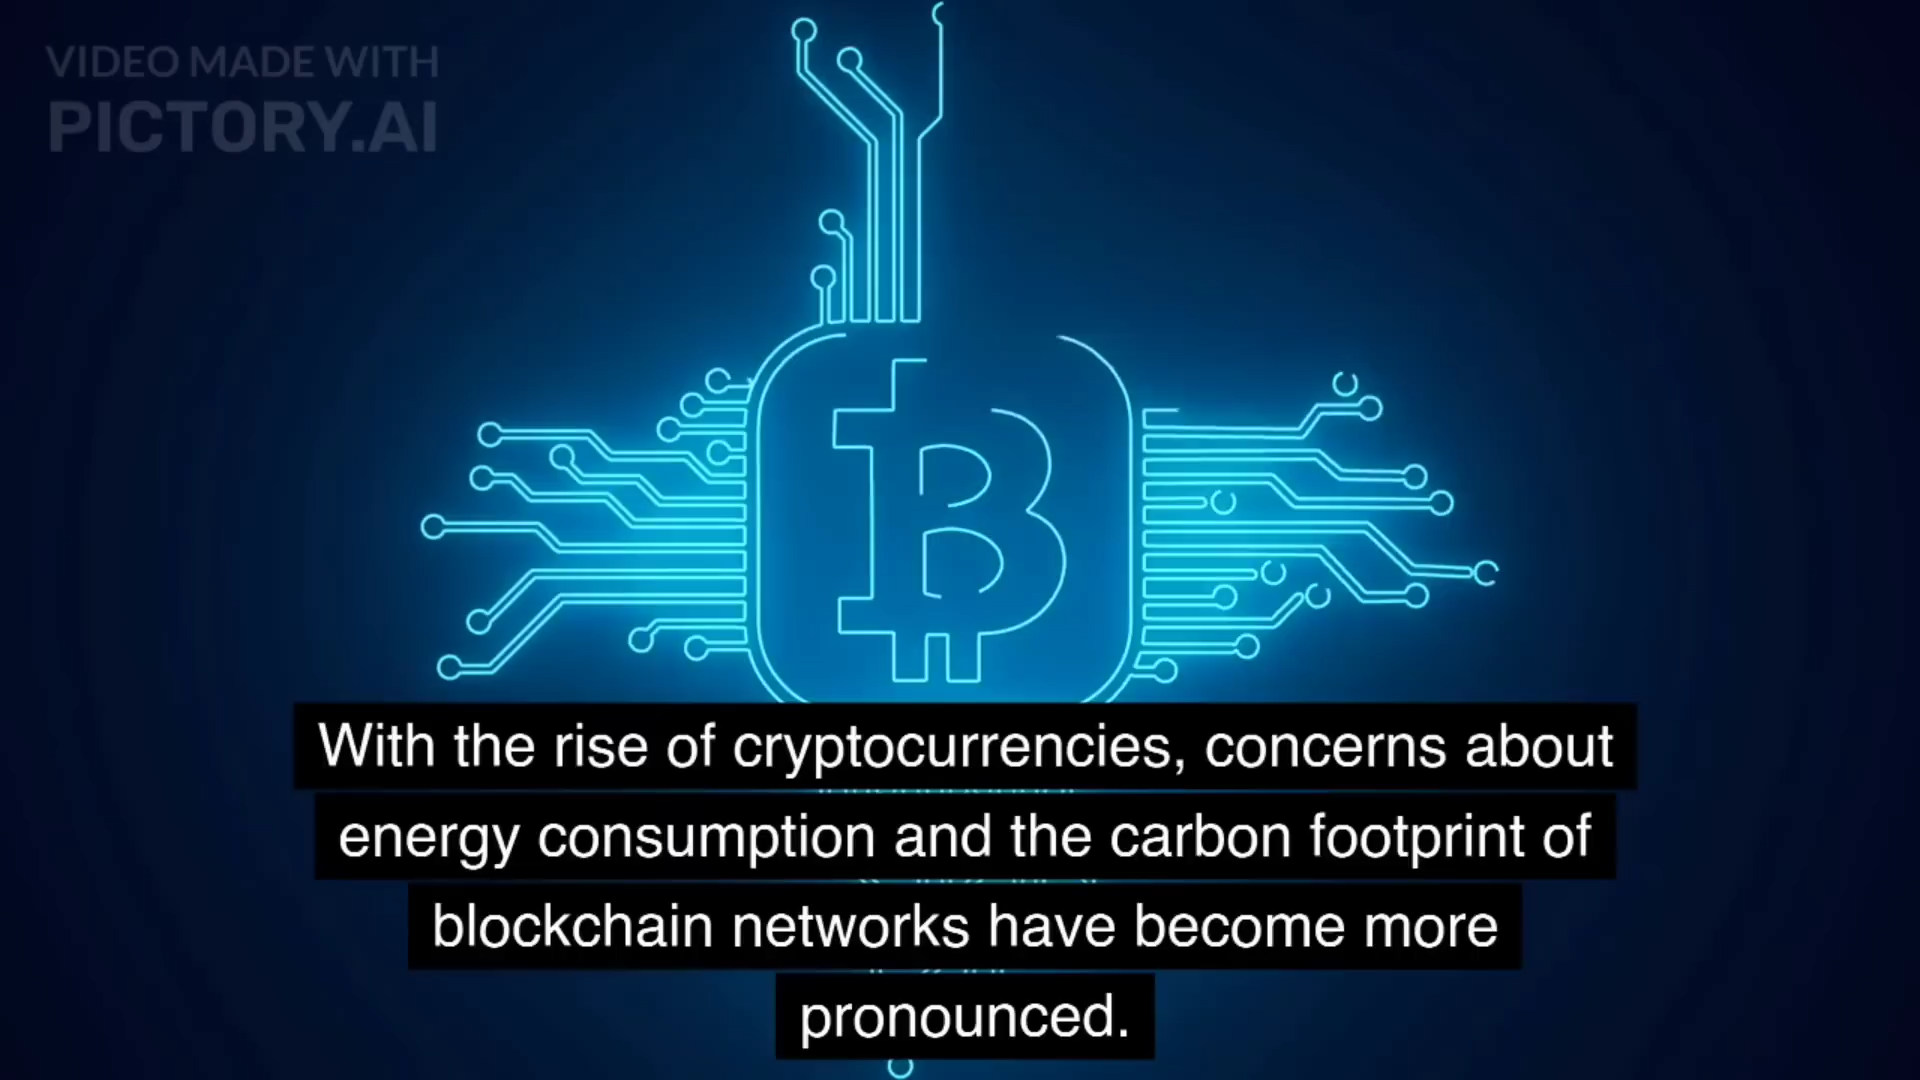 VIDEO MADE WITH
PICTORY.AI
With the rise of cryptocurrencies, concerns about
energy consumption and the carbon footprint of
blockchain networks have become more
pronounced.